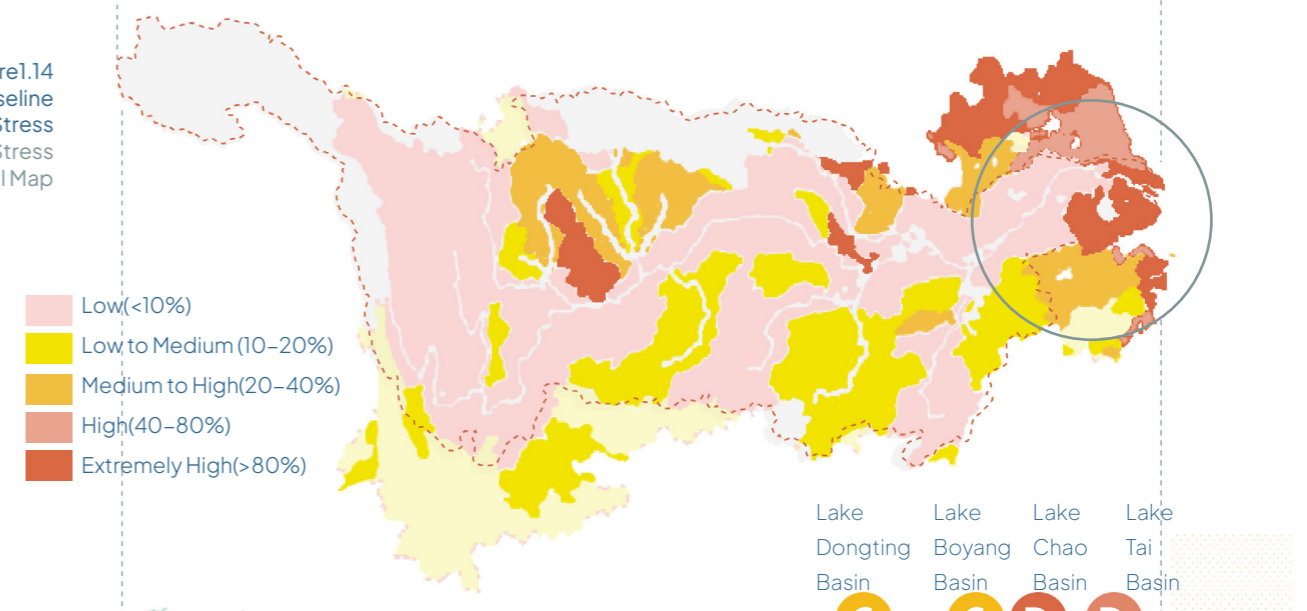 re1.14
seline
Stress
Stress
l Map
Low(<10%)
Low to Medium (10–20%)
Medium to High(20–40%)
High(40–80%)
Extremely High(>80%)
Lake Dongting Basin
Lake Boyang Basin
Lake Chao Basin
Lake Tai Basin